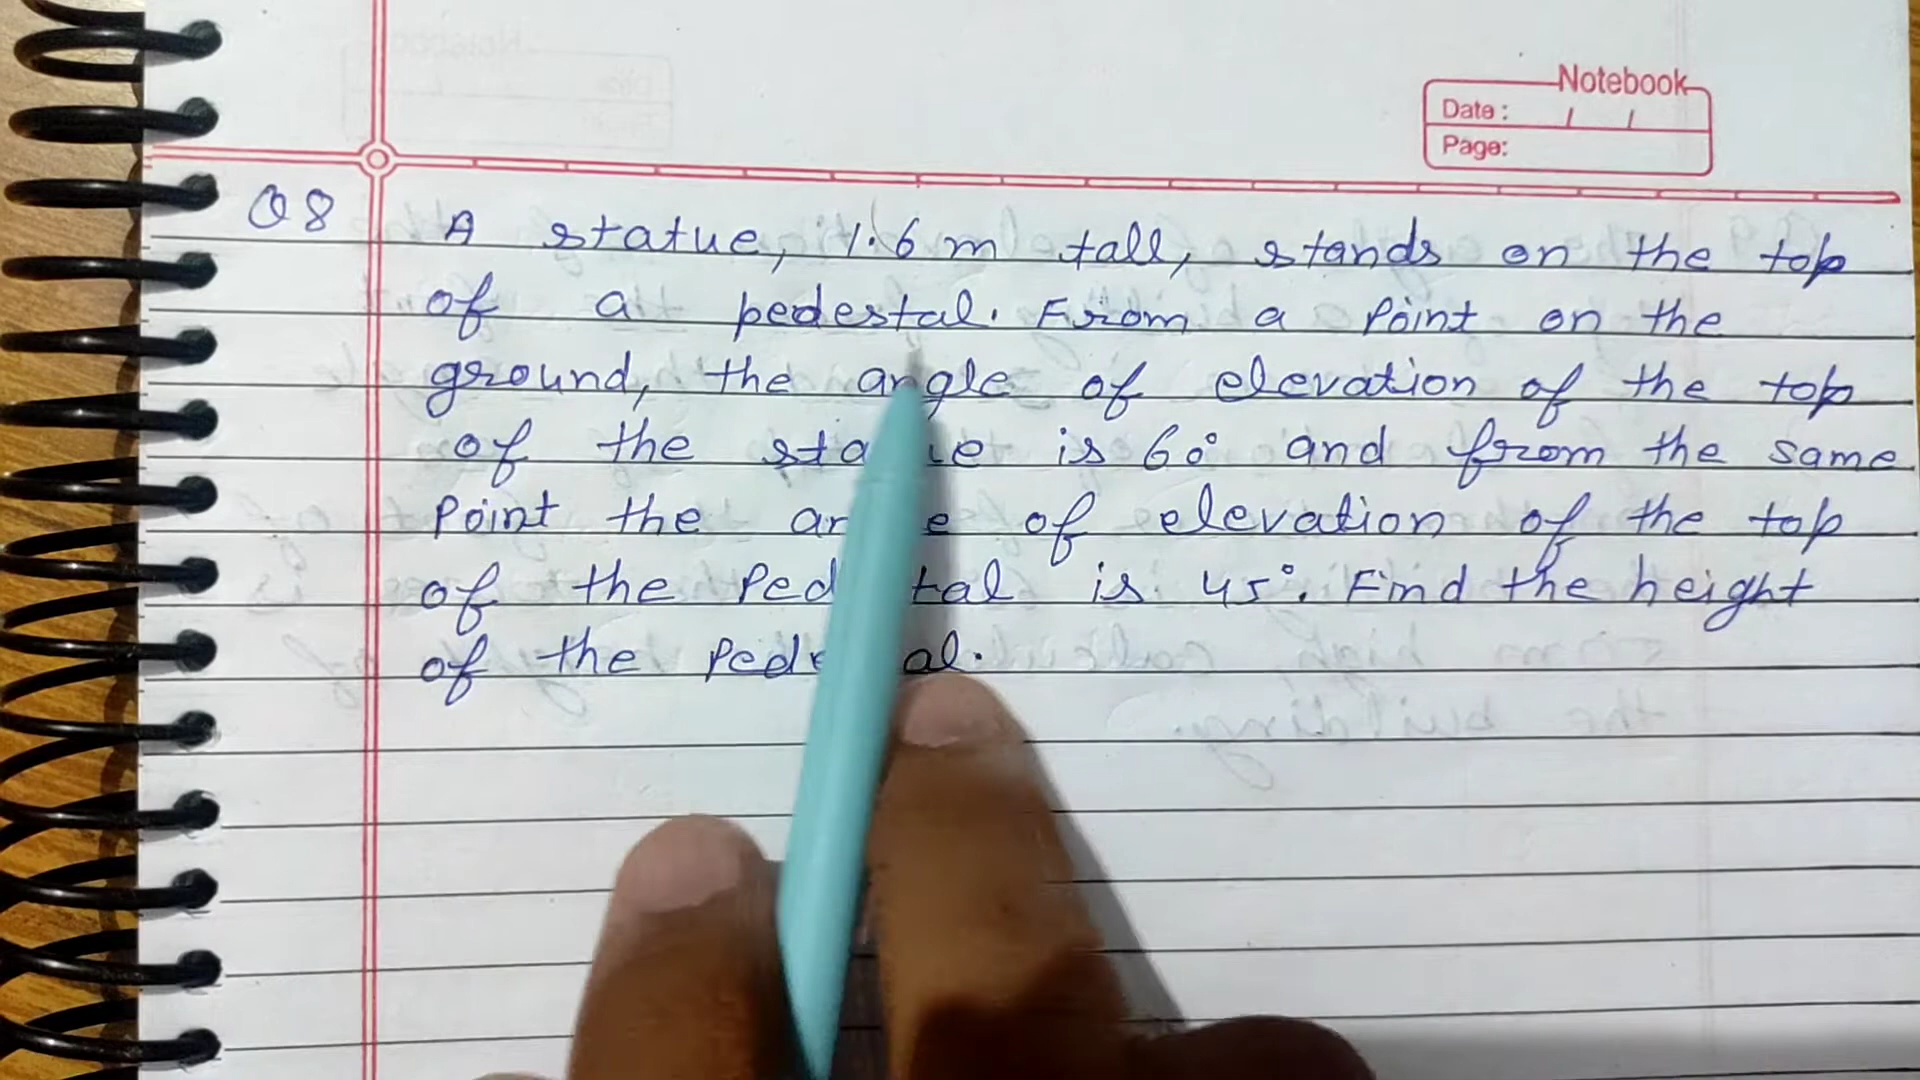 Notebook
Date : / /
Page:
Q8 A statue, 1.6 m tall, stands on the top
of a pedestal. From a Point on the
ground, the angle of elevation of the top
of the is 60° and from the same
Point the of elevation of the top
of the is 45°. Find the height
of the